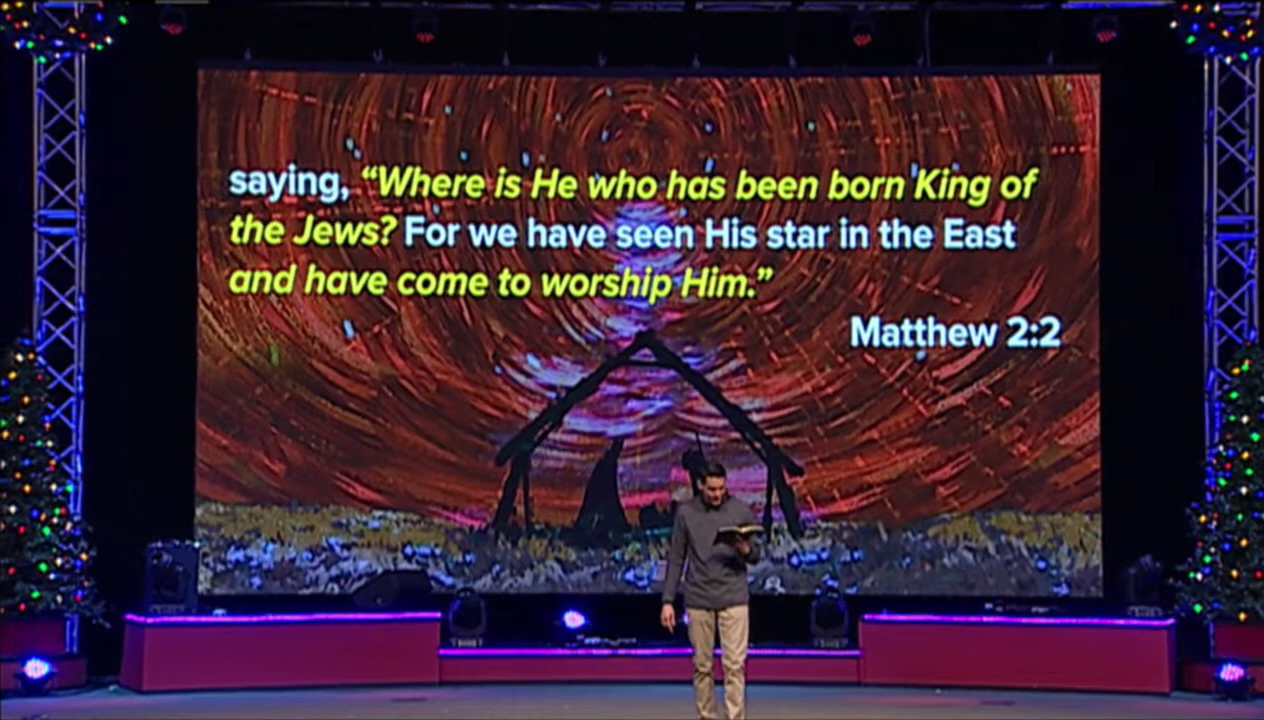 saying, “Where is He who has been born King of
the Jews? For we have seen His star in the East
and have come to worship Him.”
Matthew 2:2